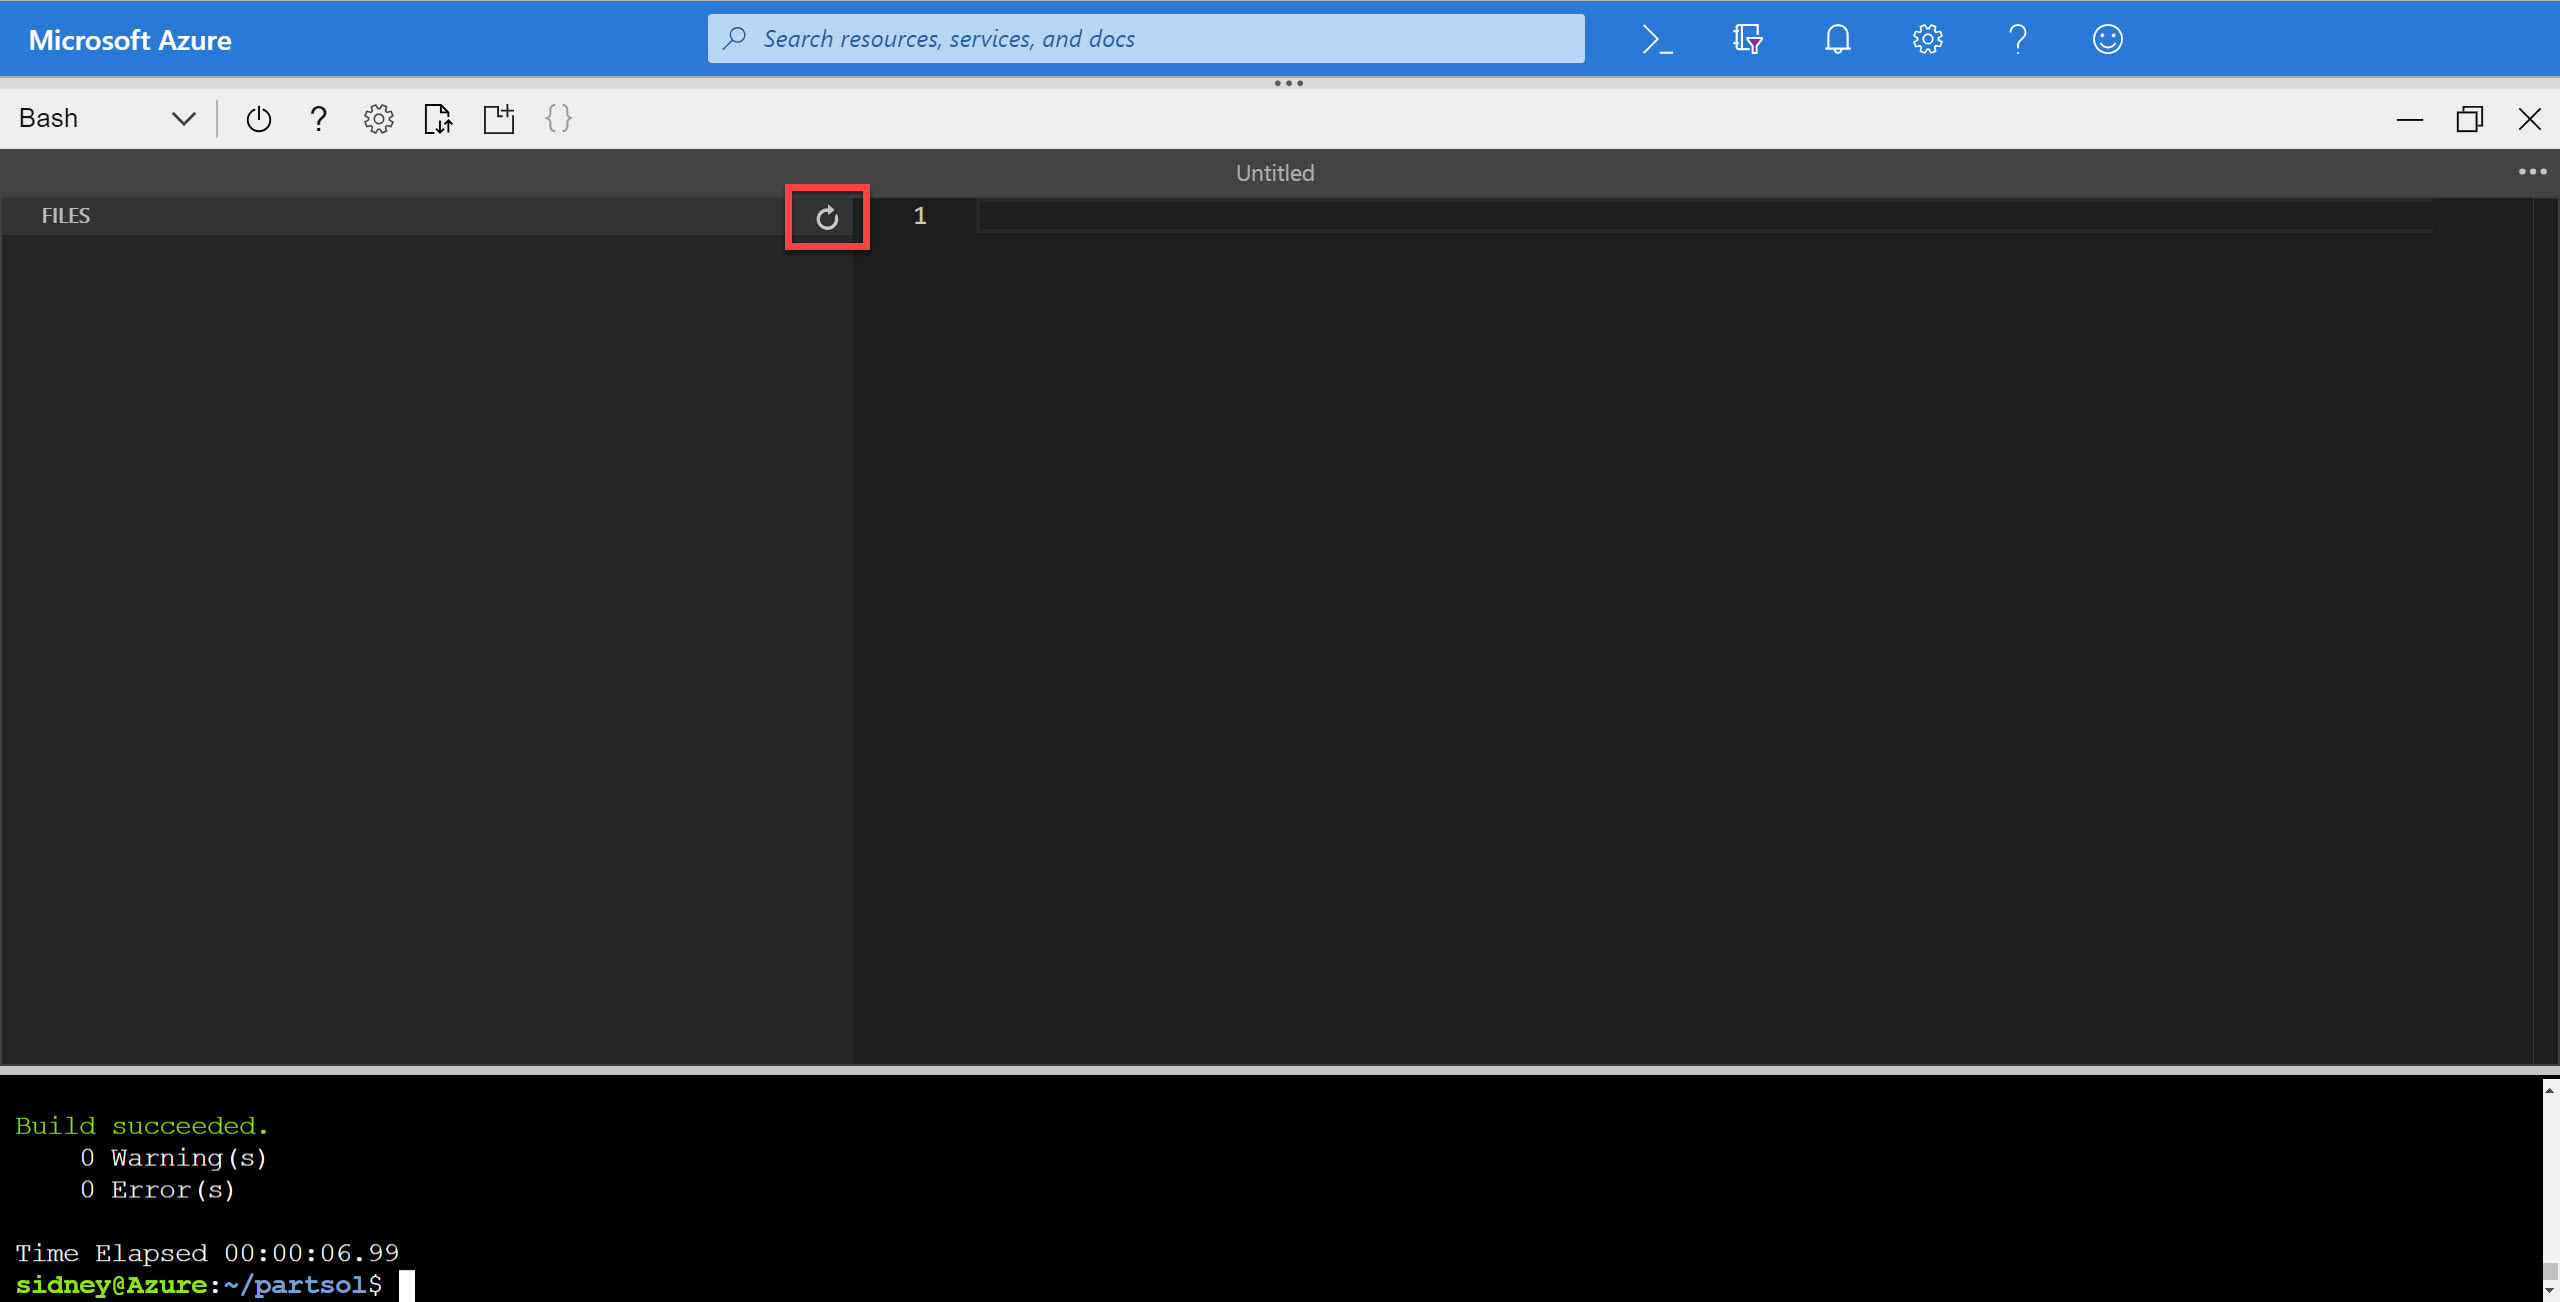 Microsoft Azure
Search resources, services, and docs
Bash
Untitled
FILES
1
Build succeeded.
0 Warning(s)
0 Error(s)
Time Elapsed 00:00:06.99
sidney@Azure:~/partsol$